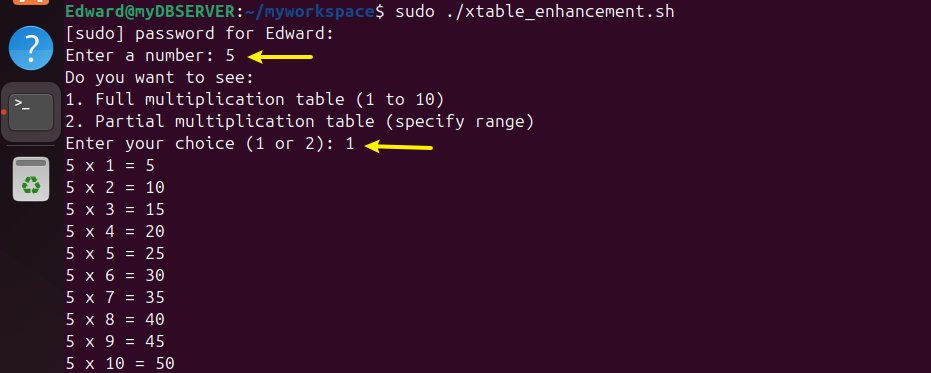 Edward@myDBSERVER:~/myworkspace$ sudo ./xtable_enhancement.sh
[sudo] password for Edward:
Enter a number: 5
Do you want to see:
1. Full multiplication table (1 to 10)
2. Partial multiplication table (specify range)
Enter your choice (1 or 2): 1
5 x 1 = 5
5 x 2 = 10
5 x 3 = 15
5 x 4 = 20
5 x 5 = 25
5 x 6 = 30
5 x 7 = 35
5 x 8 = 40
5 x 9 = 45
5 x 10 = 50